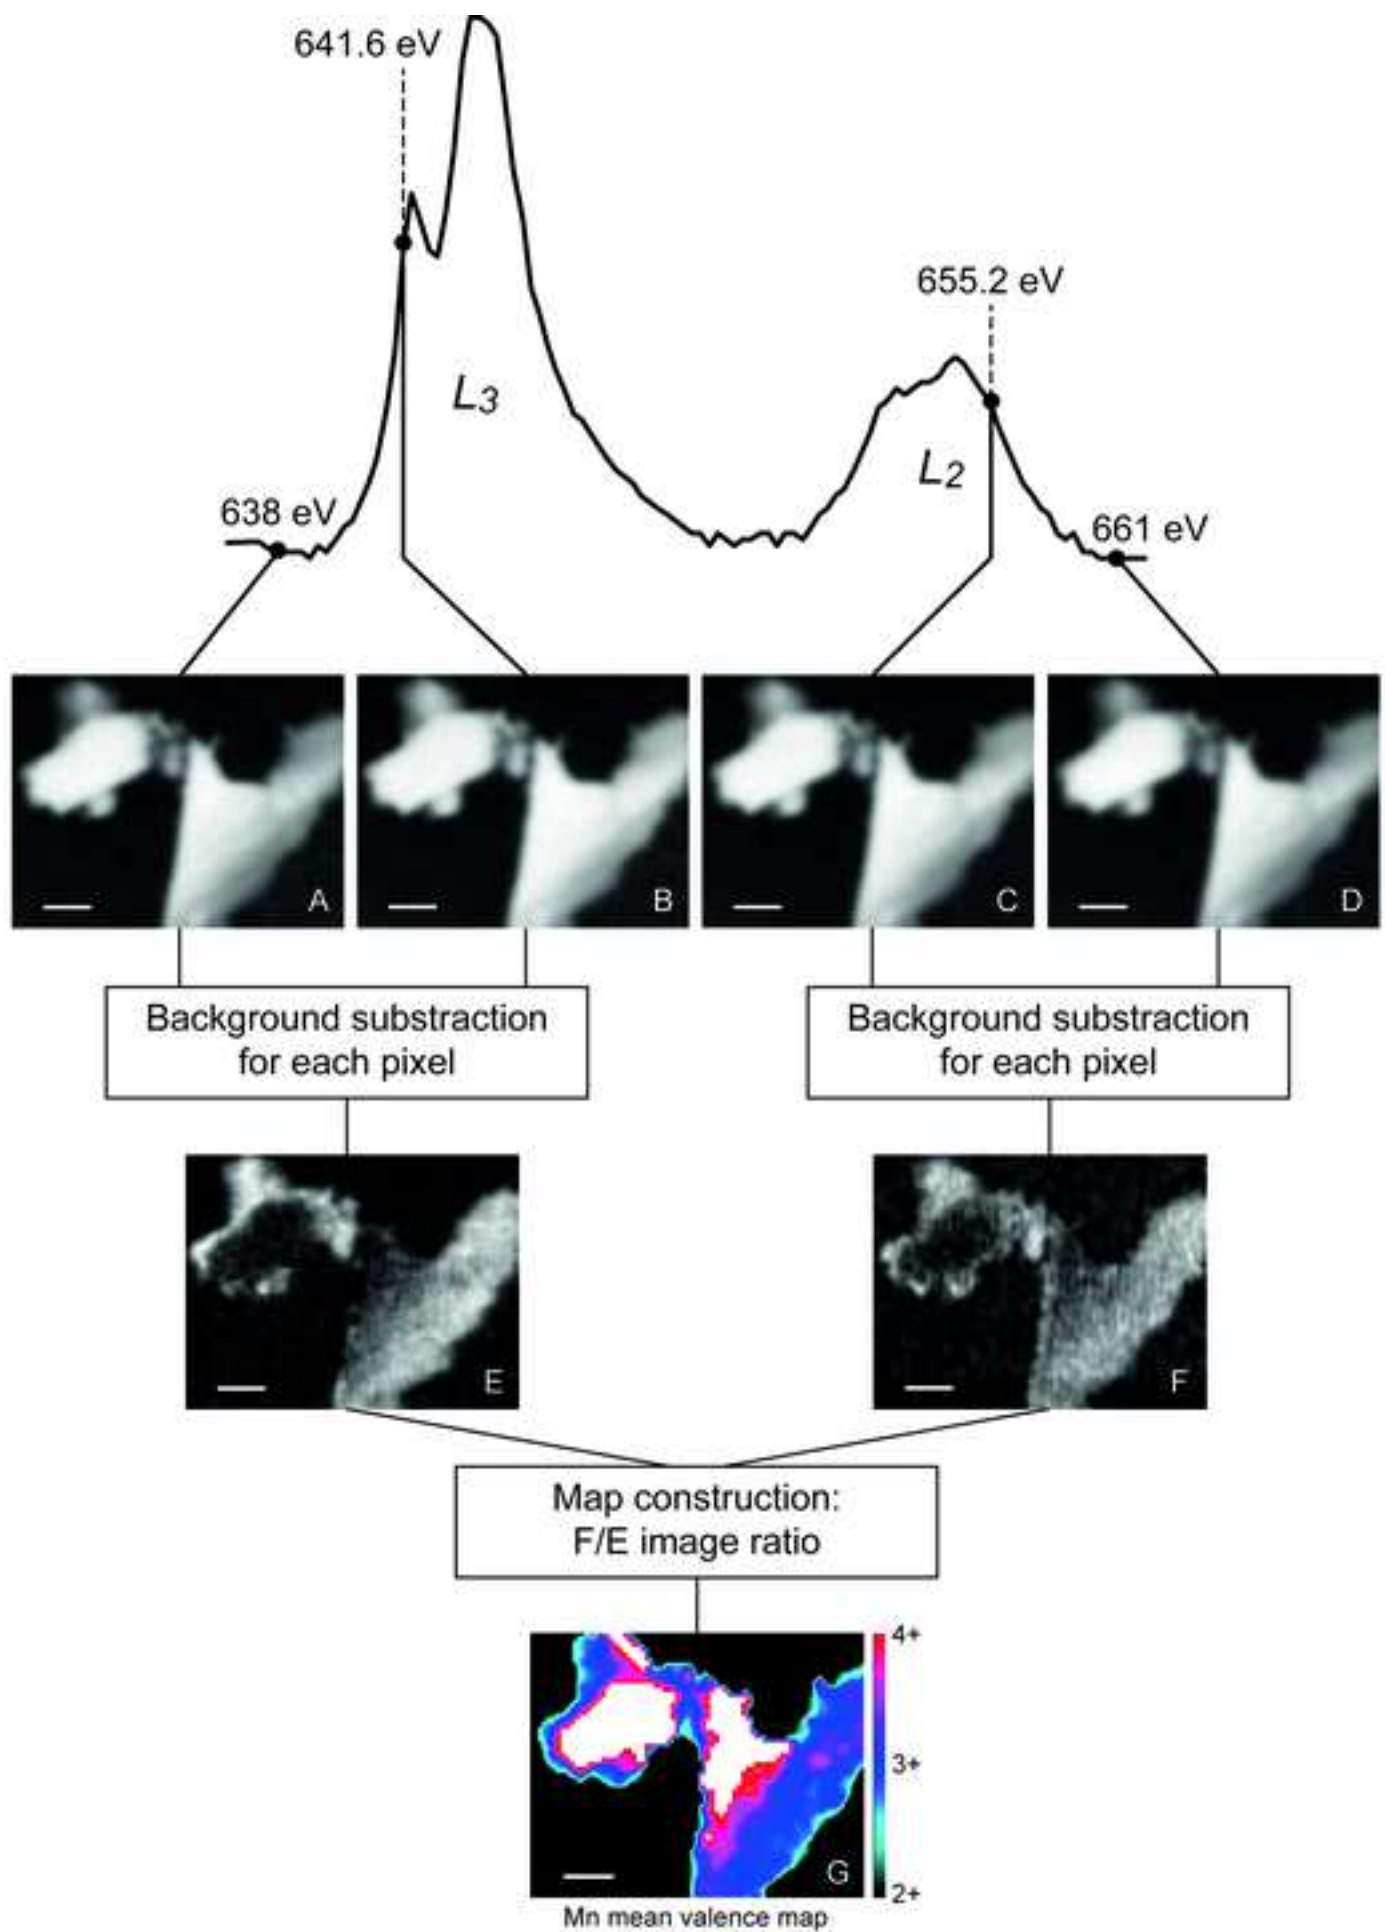 641.6 eV
655.2 eV
L3
L2
638 eV
661 eV
A
B
C
D
Background substraction
for each pixel
Background substraction
for each pixel
E
F
Map construction:
F/E image ratio
4+
3+
G
2+
Mn mean valence map